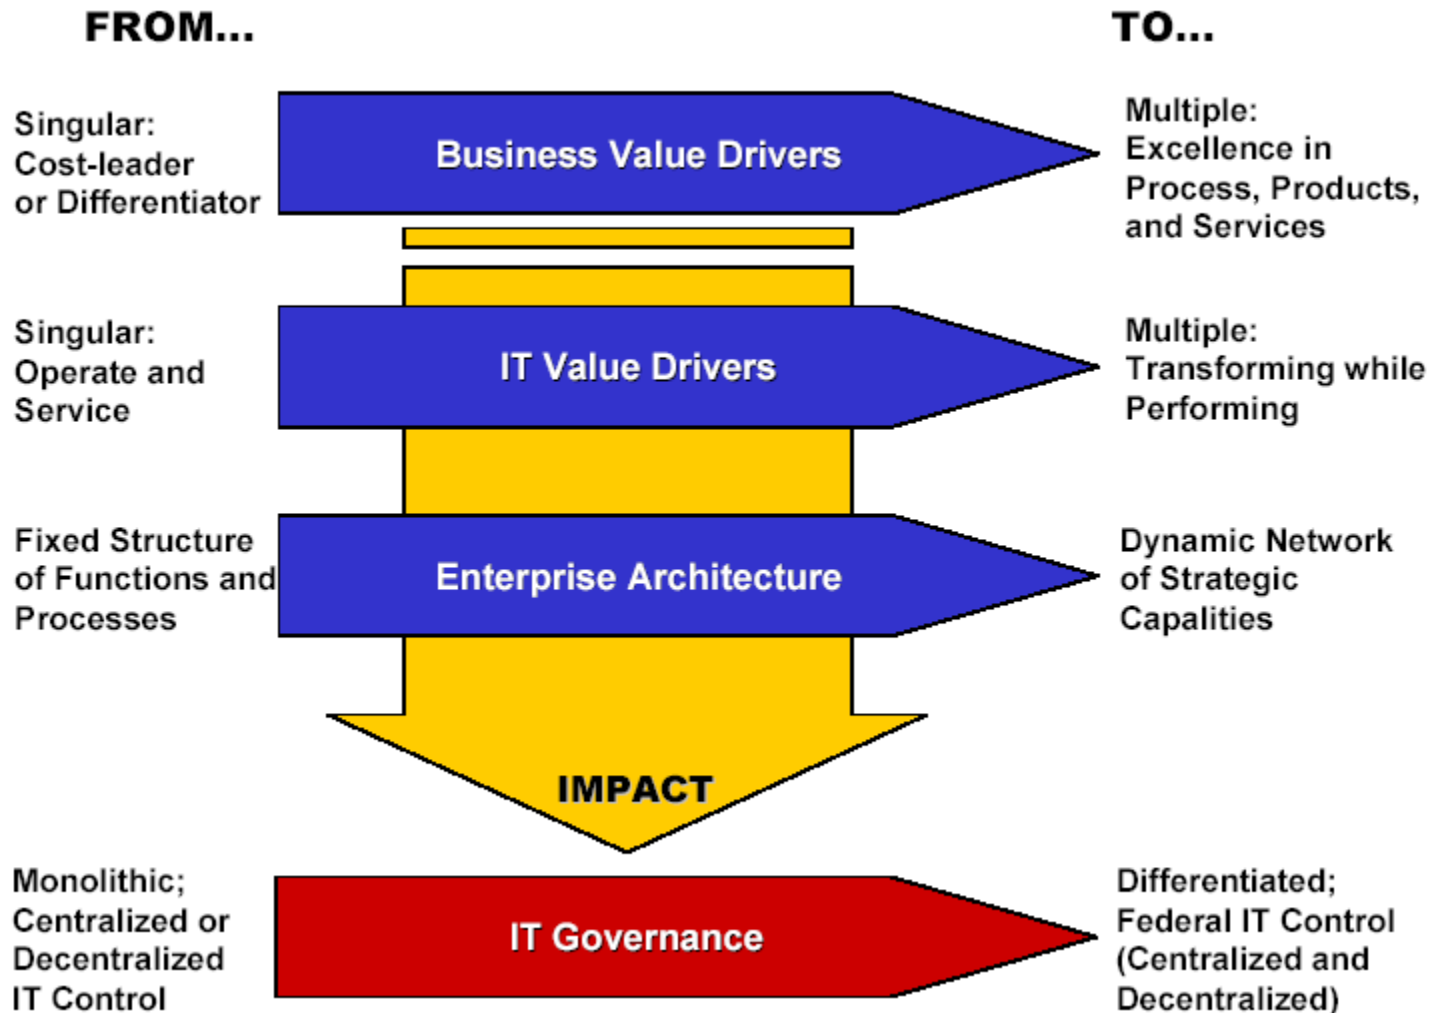 FROM...
TO...
Singular:
Cost-leader
or Differentiator
Business Value Drivers
Multiple:
Excellence in
Process, Products,
and Services
Singular:
Operate and
Service
IT Value Drivers
Multiple:
Transforming while
Performing
Fixed Structure
of Functions and
Processes
Enterprise Architecture
Dynamic Network
of Strategic
Capalities
IMPACT
Monolithic;
Centralized or
Decentralized
IT Control
IT Governance
Differentiated;
Federal IT Control
(Centralized and
Decentralized)